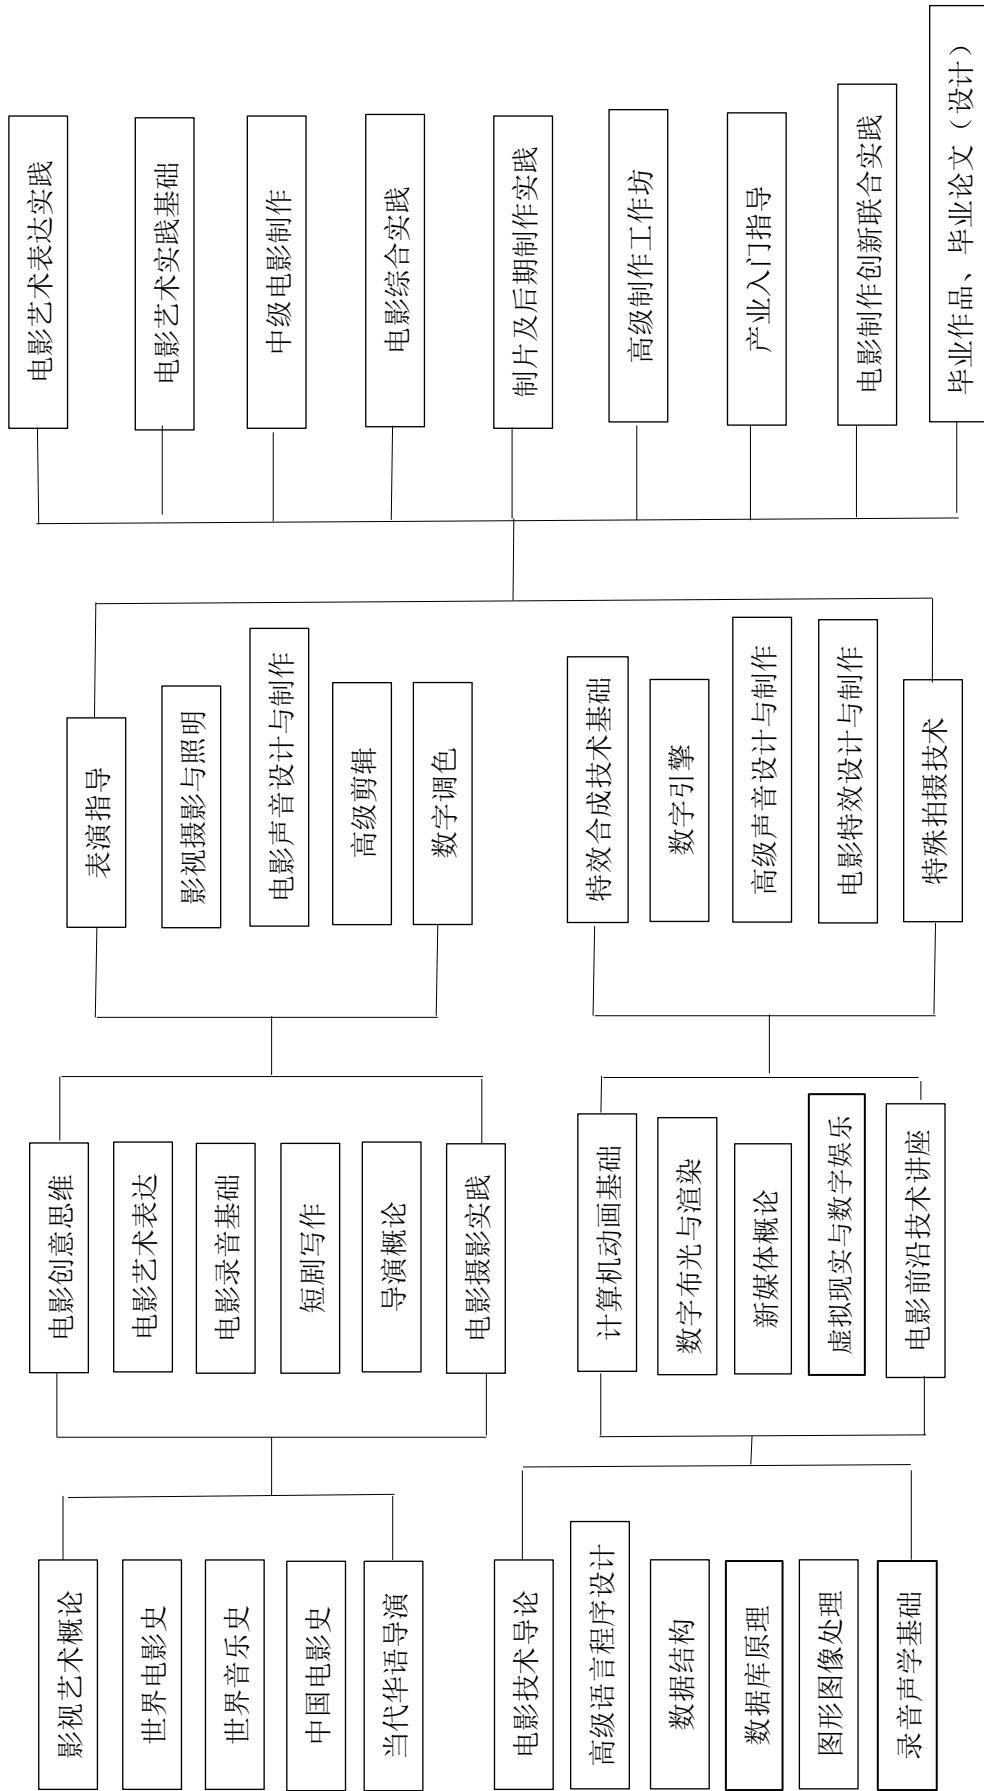 影视艺术概论
世界电影史
世界音乐史
中国电影史
当代华语导演
电影技术导论
高级语言程序设计
数据结构
数据库原理
图形图像处理
录音声学基础
电影创意思维
电影艺术表达
电影录音基础
短剧写作
导演概论
电影摄影实践
计算机动画基础
数字布光与渲染
新媒体概论
虚拟现实与数字娱乐
电影前沿技术讲座
表演指导
影视摄影与照明
电影声音设计与制作
高级剪辑
数字调色
特效合成技术基础
数字引擎
高级声音设计与制作
电影特效设计与制作
特殊拍摄技术
电影艺术表达实践
电影艺术实践基础
中级电影制作
电影综合实践
制片及后期制作实践
高级制作工作坊
产业入门指导
电影制作创新联合实践
毕业作品、毕业论文（设计）